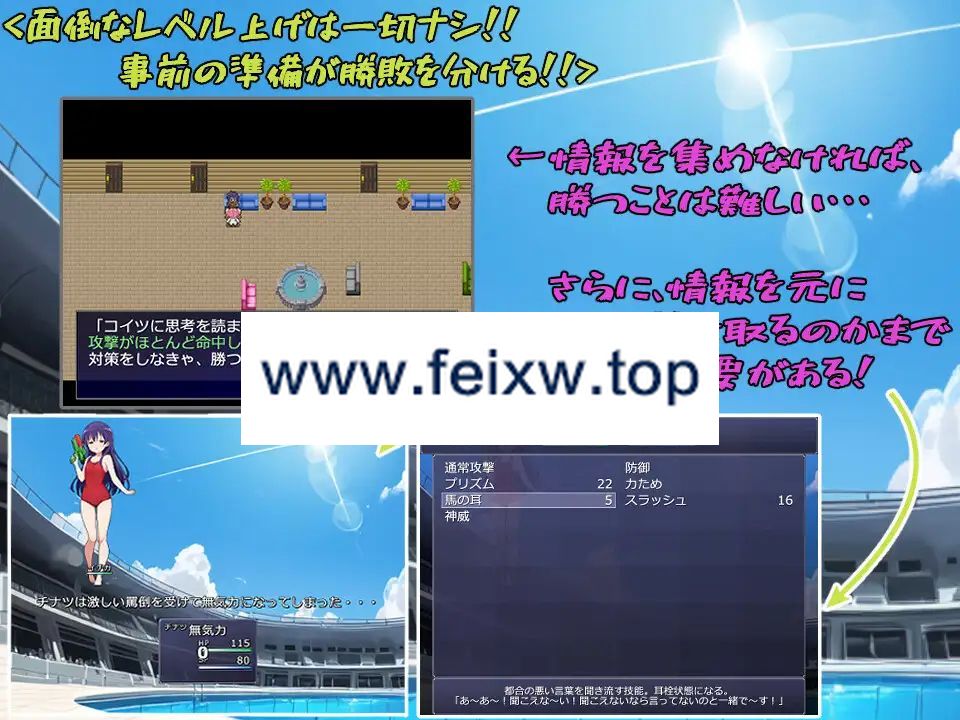 <面倒なレベル上げは一切ナシ!!
事前の準備が勝敗を分ける!!>
←情報を集めなければ、
勝つことは難しい・・・
さらに、情報を元に
取るのかまで
要がある!
「コイツに思考を読ま
攻撃がほとんど命中し
対策をしなきゃ、勝つ
www.feixw.top
チナツは激しい罵倒を受けて無気力になってしまった・・・
チナツ 無気力
HP 115
0
SP 80
通常攻撃 防御
プリズム 22 力ため
馬の耳 5 スラッシュ 16
神威
都合の悪い言葉を聞き流す技能。耳栓状態になる。
「あ～あ～!聞こえな～い!聞こえないなら言ってないのと一緒で～す!」